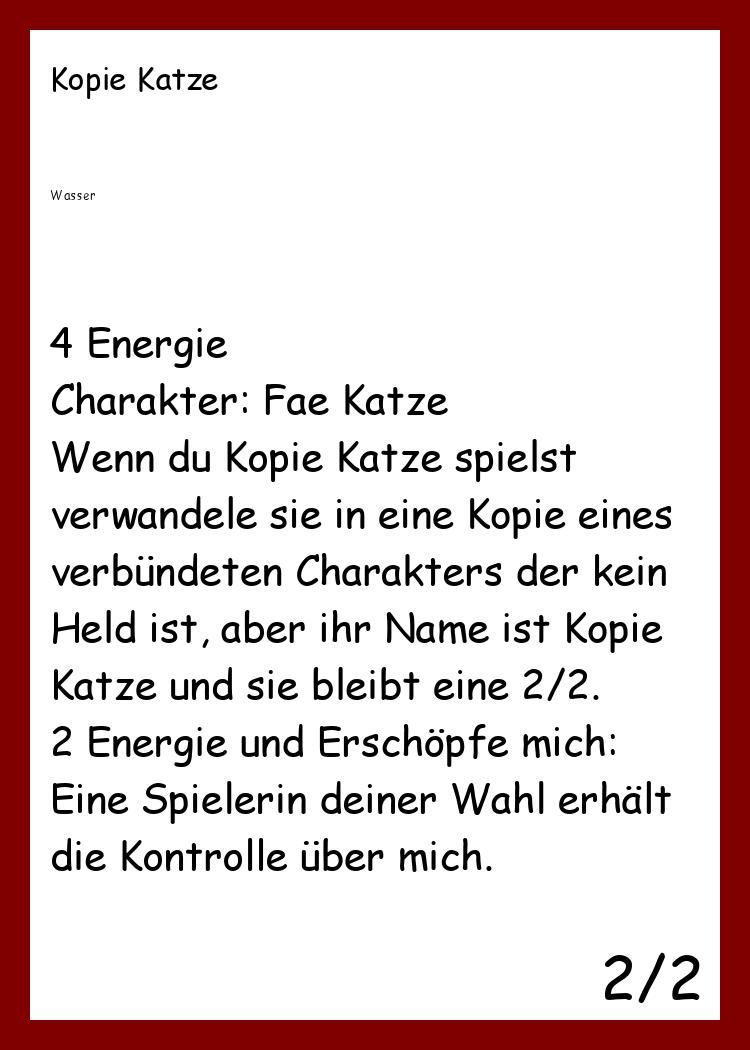 Kopie Katze
Wasser
4 Energie
Charakter: Fae Katze
Wenn du Kopie Katze spielst
verwandele sie in eine Kopie eines
verbündeten Charakters der kein
Held ist, aber ihr Name ist Kopie
Katze und sie bleibt eine 2/2.
2 Energie und Erschöpfe mich:
Eine Spielerin deiner Wahl erhält
die Kontrolle über mich.
2/2